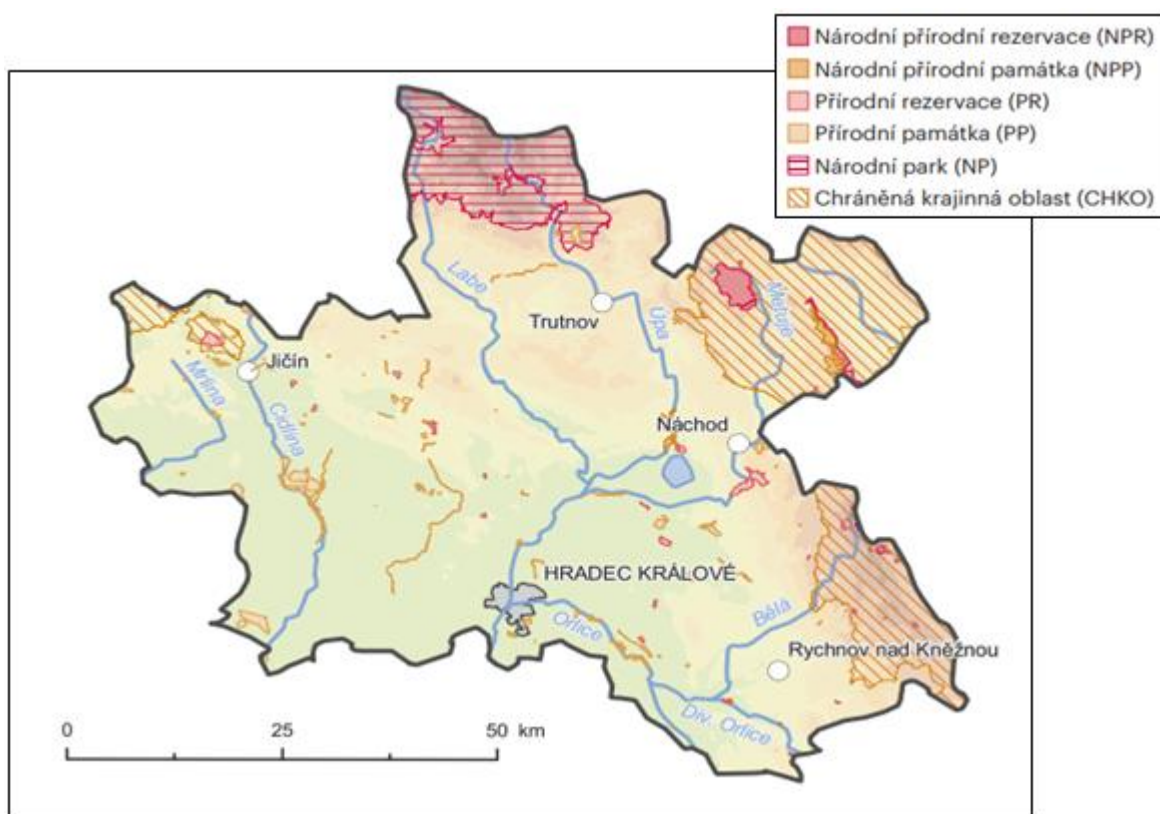 Národní přírodní rezervace (NPR)
Národní přírodní památka (NPP)
Přírodní rezervace (PR)
Přírodní památka (PP)
Národní park (NP)
Chráněná krajinná oblast (CHKO)
Labe
Trutnov
Úpa
Metuje
Jičín
Mrlina
Cidlina
Náchod
HRADEC KRÁLOVÉ
Orlice
Bělá
Rychnov nad Kněžnou
Div. Orlice
0 25 50 km